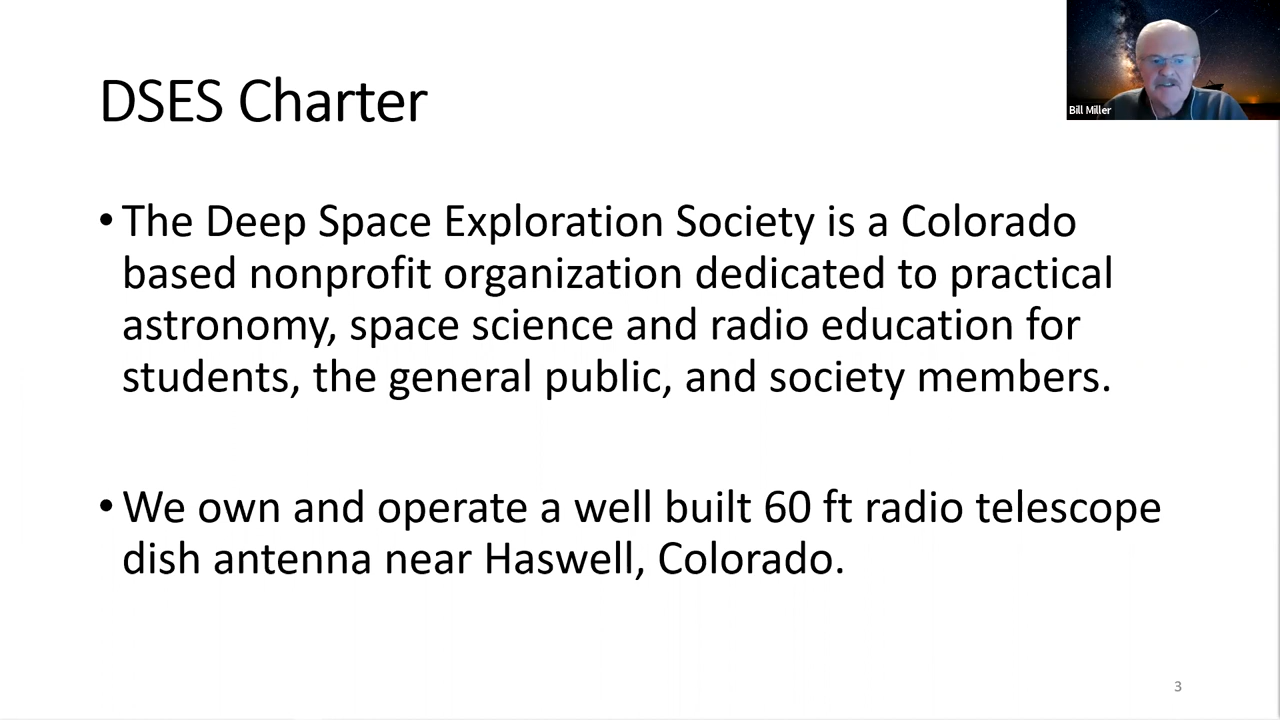 DSES Charter
Bill Miller
• The Deep Space Exploration Society is a Colorado
based nonprofit organization dedicated to practical
astronomy, space science and radio education for
students, the general public, and society members.
• We own and operate a well built 60 ft radio telescope
dish antenna near Haswell, Colorado.
3